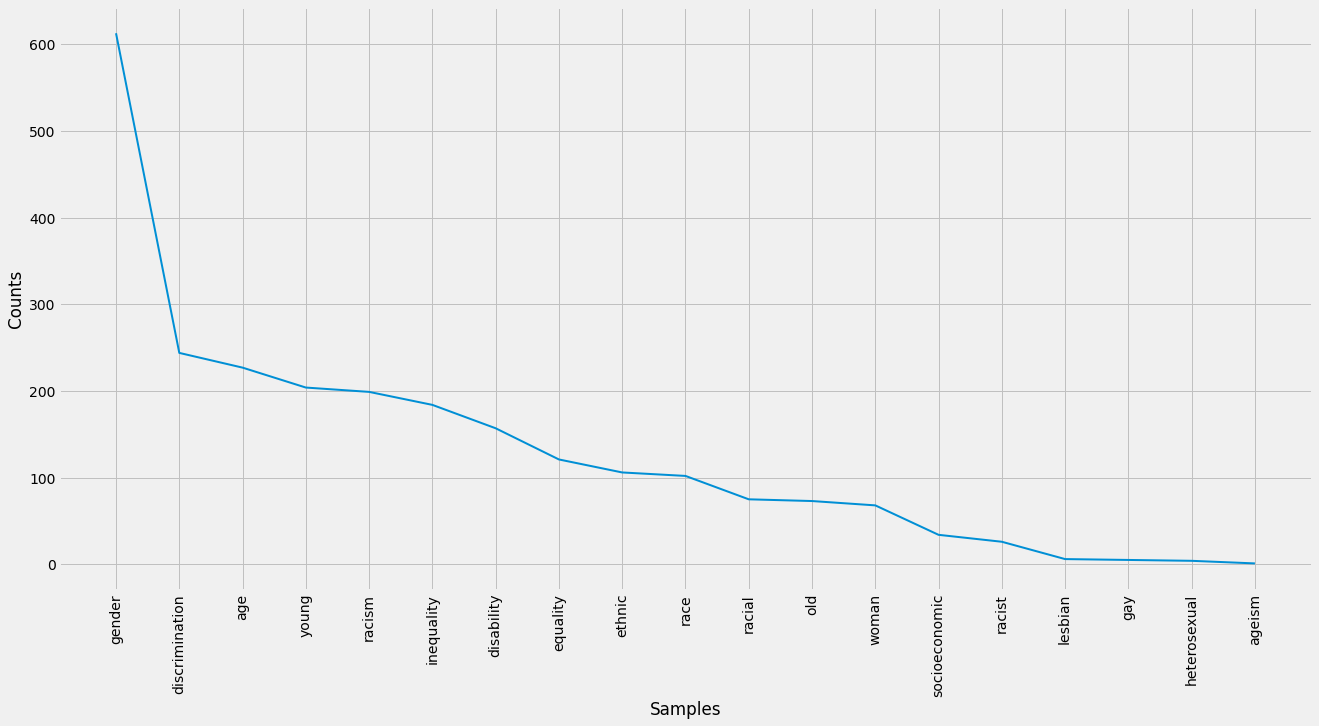 600
500
400
300
200
100
0
Counts
gender
discrimination
age
young
racism
inequality
disability
equality
ethnic
race
racial
old
woman
socioeconomic
racist
lesbian
gay
heterosexual
ageism
Samples